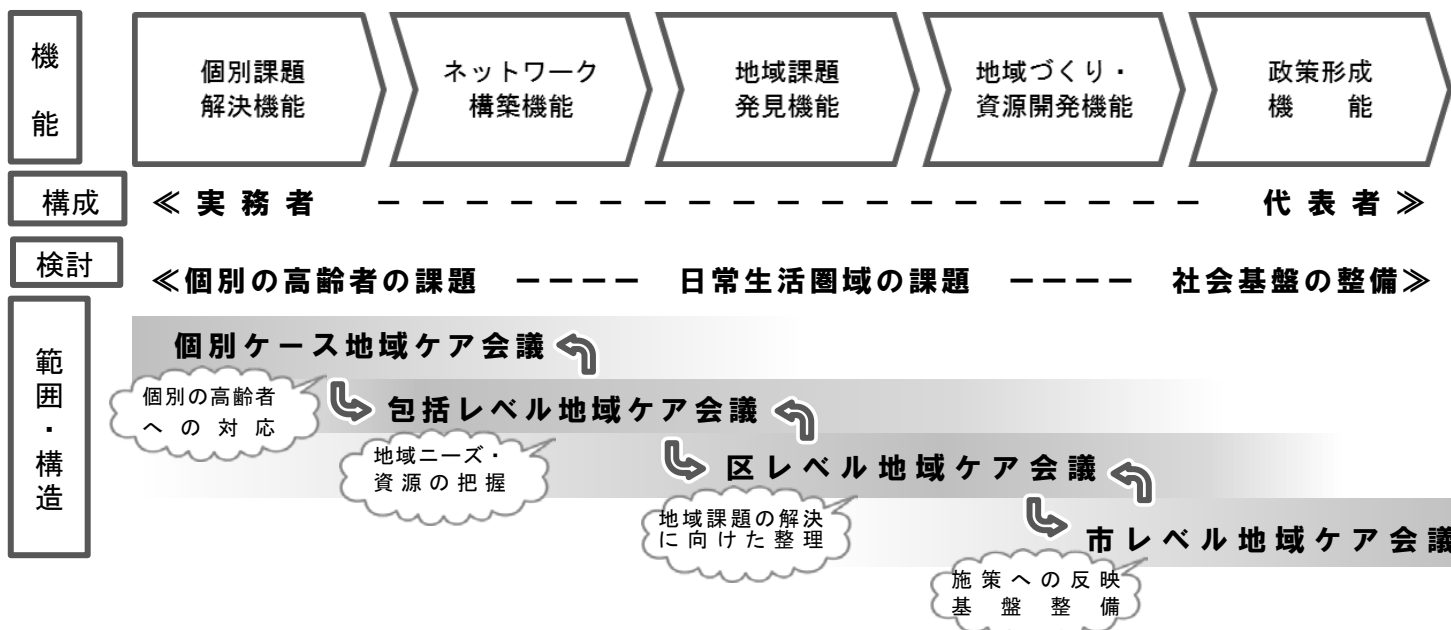 機能
個別課題
解決機能
ネットワーク
構築機能
地域課題
発見機能
地域づくり・
資源開発機能
政策形成
機能
構成
≪実務者 －－－－－－－－－－－－－－－－－－－－－ 代表者≫
検討
≪個別の高齢者の課題 －－－－ 日常生活圏域の課題 －－－－ 社会基盤の整備≫
範囲・構造
個別ケース地域ケア会議
個別の高齢者
への対応
包括レベル地域ケア会議
地域ニーズ・
資源の把握
区レベル地域ケア会議
地域課題の解決
に向けた整理
市レベル地域ケア会議
施策への反映
基盤整備